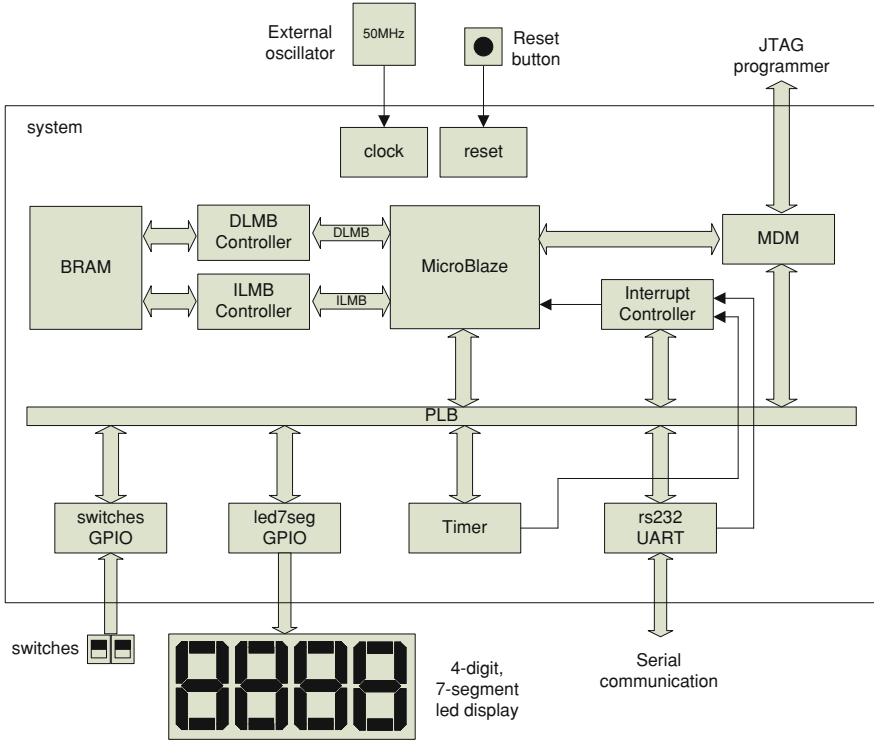 External
oscillator
50MHz
Reset
button
JTAG
programmer
system
clock
reset
BRAM
DLMB
Controller
DLMB
MicroBlaze
MDM
ILMB
Controller
ILMB
Interrupt
Controller
PLB
switches
GPIO
led7seg
GPIO
Timer
rs232
UART
switches
4-digit,
7-segment
led display
Serial
communication